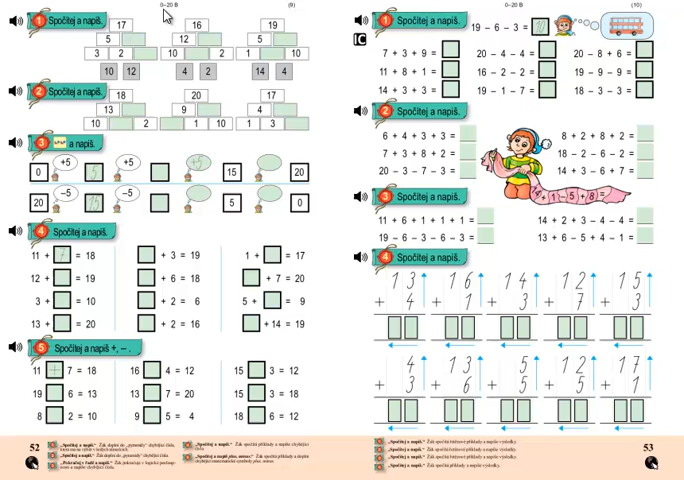 0–20 B (9)
1 Spočítej a napiš.
17 16 19
5 12 5
3 2 10 2 1 10
10 12 4 2 14 4
2 Spočítej a napiš.
18 20 17
13 9 4
10 2 1 10 1 3
3 a napiš.
0 +5 5 +5 +5 15 20
20 –5 15 –5 5 0
4 Spočítej a napiš.
11 + 7 = 18 + 3 = 19 1 + = 17
12 + = 19 + 6 = 18 + 7 = 20
3 + = 10 + 2 = 6 5 + = 9
13 + = 20 + 2 = 16 + 14 = 19
5 Spočítej a napiš +, – .
11 + 7 = 18 16 4 = 12 15 3 = 12
19 6 = 13 13 7 = 20 15 3 = 18
8 2 = 10 9 5 = 4 18 6 = 12
52
0–20 B (10)
1 Spočítej a napiš.
19 – 6 – 3 = 10
7 + 3 + 9 = 20 – 4 – 4 = 20 – 8 + 6 =
11 + 8 + 1 = 16 – 2 – 2 = 19 – 9 – 9 =
14 + 3 + 3 = 19 – 1 – 7 = 18 – 3 – 3 =
2 Spočítej a napiš.
6 + 4 + 3 + 3 = 8 + 2 + 8 + 2 =
7 + 3 + 8 + 2 = 18 – 2 – 6 – 2 =
20 – 3 – 7 – 3 = 14 + 3 – 6 + 7 =
14 + 1 – 5 + 8 =
3 Spočítej a napiš.
11 + 6 + 1 + 1 + 1 = 14 + 2 + 3 – 4 – 4 =
19 – 6 – 3 – 6 – 3 = 13 + 6 – 5 + 4 – 1 =
4 Spočítej a napiš.
13 16 14 12 15
+ 4 + 1 + 3 + 7 + 3
4 13 5 12 17
+ 3 + 6 + 5 + 5 + 1
53